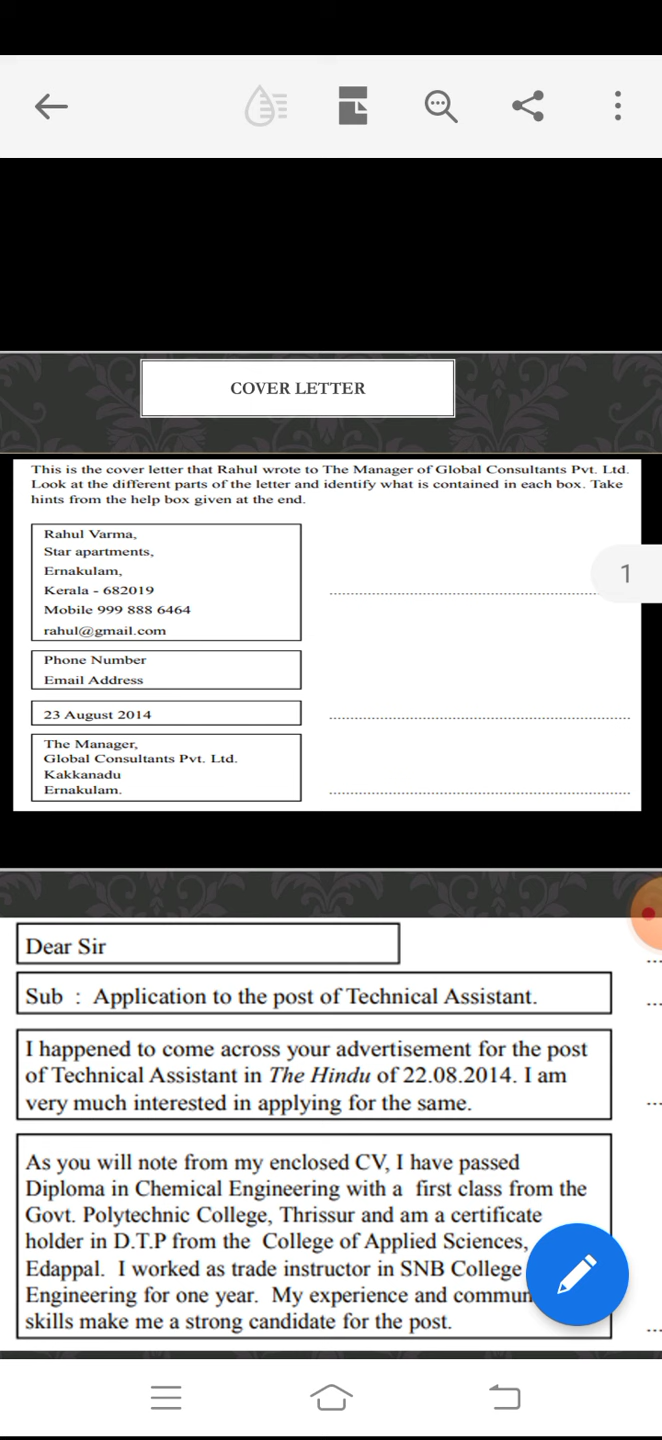 COVER LETTER
This is the cover letter that Rahul wrote to The Manager of Global Consultants Pvt. Ltd.
Look at the different parts of the letter and identify what is contained in each box. Take
hints from the help box given at the end.
Rahul Varma,
Star apartments,
Ernakulam,
Kerala - 682019
Mobile 999 888 6464
rahul@gmail.com
1
Phone Number
Email Address
23 August 2014
The Manager,
Global Consultants Pvt. Ltd.
Kakkanadu
Ernakulam.
Dear Sir
Sub : Application to the post of Technical Assistant.
I happened to come across your advertisement for the post
of Technical Assistant in The Hindu of 22.08.2014. I am
very much interested in applying for the same.
As you will note from my enclosed CV, I have passed
Diploma in Chemical Engineering with a first class from the
Govt. Polytechnic College, Thrissur and am a certificate
holder in D.T.P from the College of Applied Sciences,
Edappal. I worked as trade instructor in SNB College
Engineering for one year. My experience and commun
skills make me a strong candidate for the post.